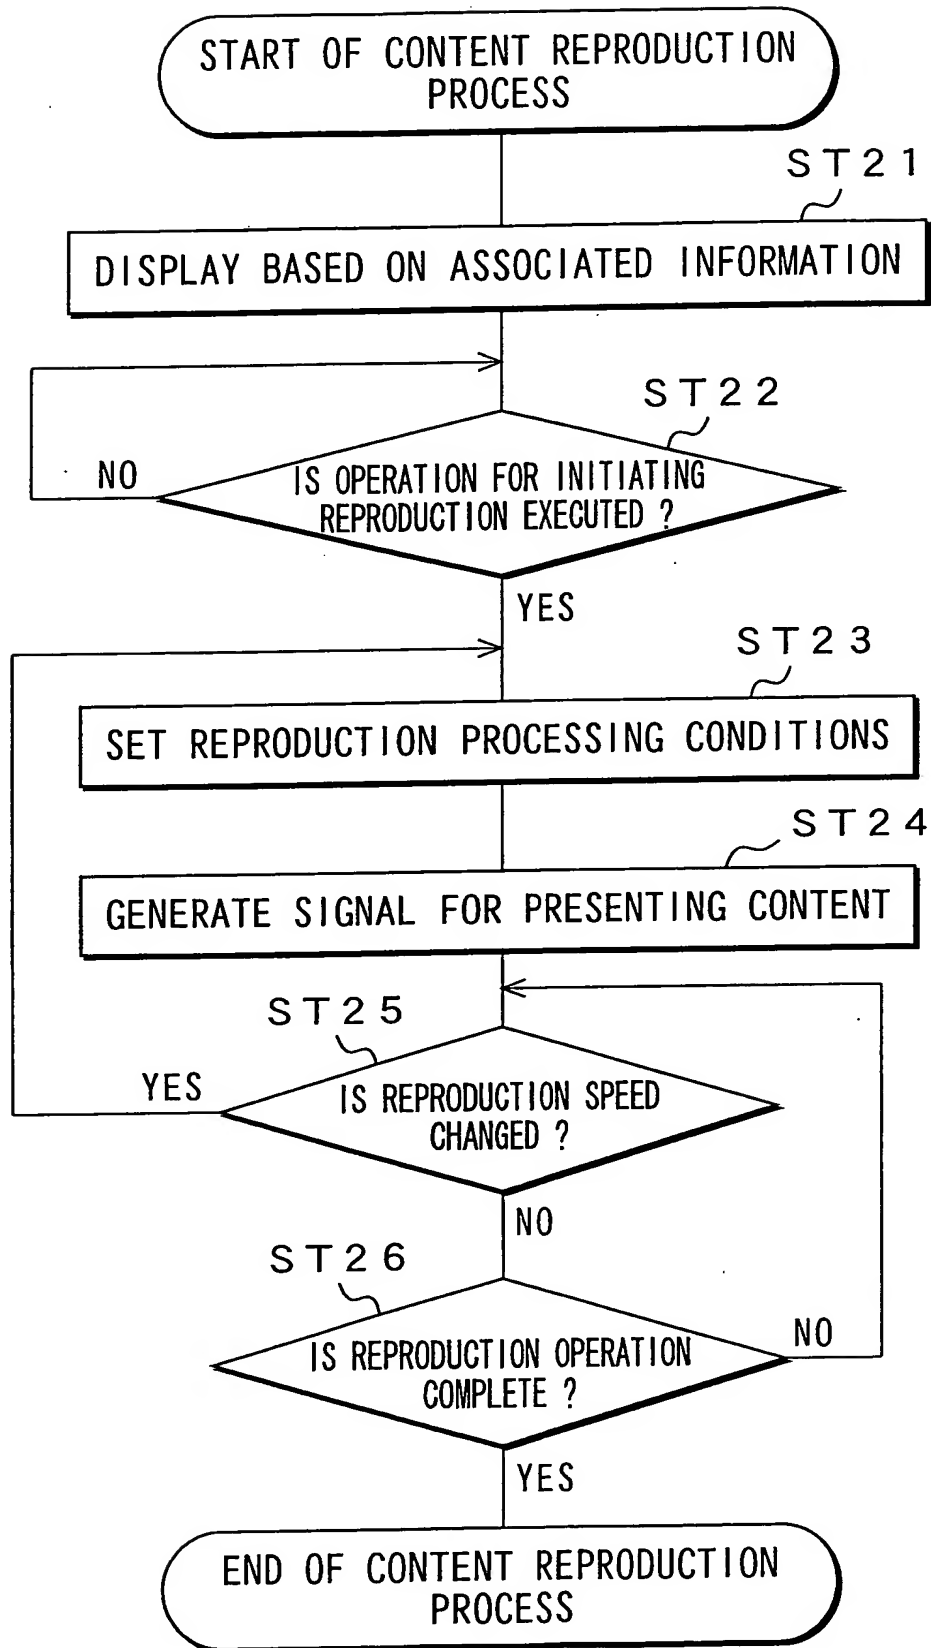 START OF CONTENT REPRODUCTION
PROCESS
ST21
DISPLAY BASED ON ASSOCIATED INFORMATION
ST22
NO
IS OPERATION FOR INITIATING
REPRODUCTION EXECUTED ?
YES
ST23
SET REPRODUCTION PROCESSING CONDITIONS
ST24
GENERATE SIGNAL FOR PRESENTING CONTENT
ST25
YES
IS REPRODUCTION SPEED
CHANGED ?
NO
ST26
NO
IS REPRODUCTION OPERATION
COMPLETE ?
YES
END OF CONTENT REPRODUCTION
PROCESS